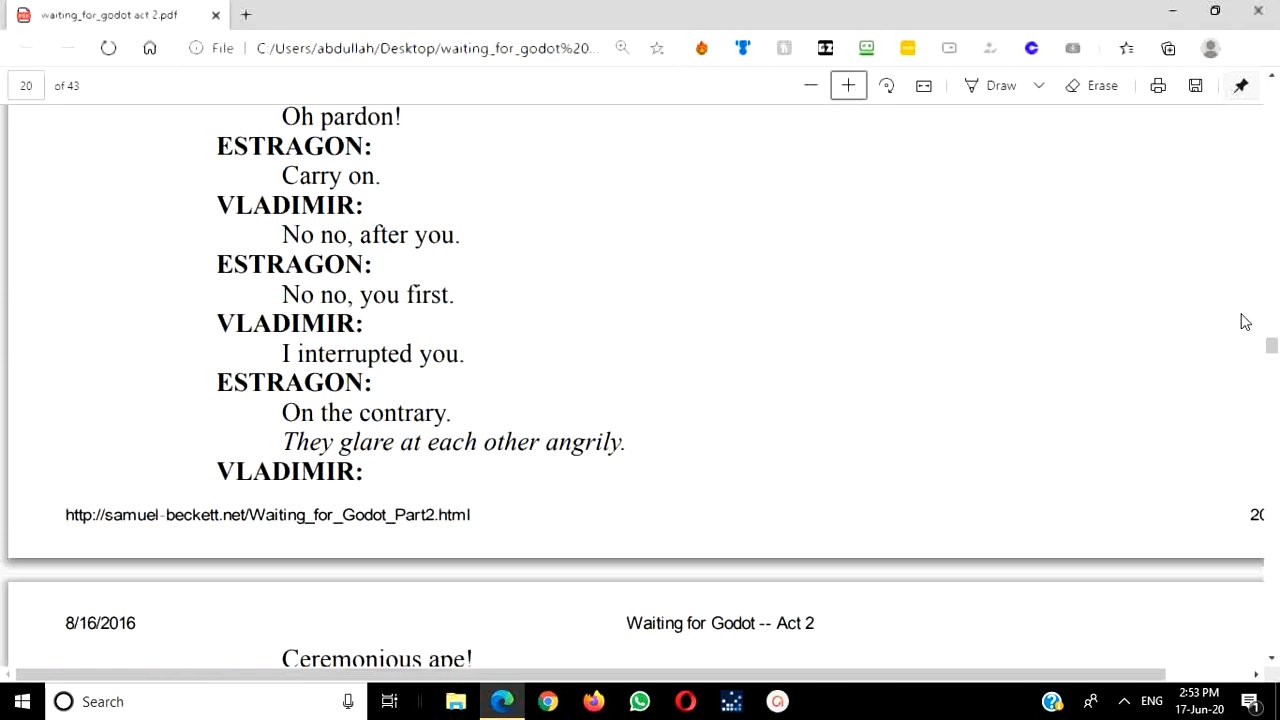 waiting_for_godot act 2.pdf
File
C:/Users/abdullah/Desktop/waiting_for_godot%20...
20 of 43
Draw
Erase
Oh pardon!
ESTRAGON:
Carry on.
VLADIMIR:
No no, after you.
ESTRAGON:
No no, you first.
VLADIMIR:
I interrupted you.
ESTRAGON:
On the contrary.
They glare at each other angrily.
VLADIMIR:
http://samuel-beckett.net/Waiting_for_Godot_Part2.html
20
8/16/2016
Waiting for Godot -- Act 2
Ceremonious ape!
Search
ENG
2:53 PM
17-Jun-20